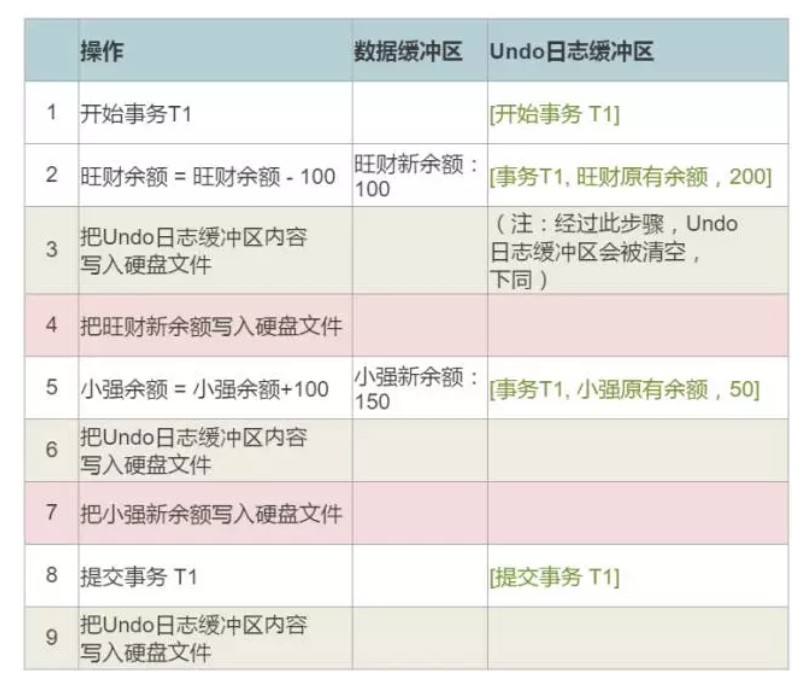 操作 数据缓冲区 Undo日志缓冲区
1 开始事务T1 [开始事务 T1]
2 旺财余额 = 旺财余额 - 100 旺财新余额：
100 [事务T1, 旺财原有余额，200]
3 把Undo日志缓冲区内容
写入硬盘文件 （注：经过此步骤，Undo
日志缓冲区会被清空，
下同）
4 把旺财新余额写入硬盘文件
5 小强余额 = 小强余额+100 小强新余额：
150 [事务T1, 小强原有余额，50]
6 把Undo日志缓冲区内容
写入硬盘文件
7 把小强新余额写入硬盘文件
8 提交事务 T1 [提交事务 T1]
9 把Undo日志缓冲区内容
写入硬盘文件